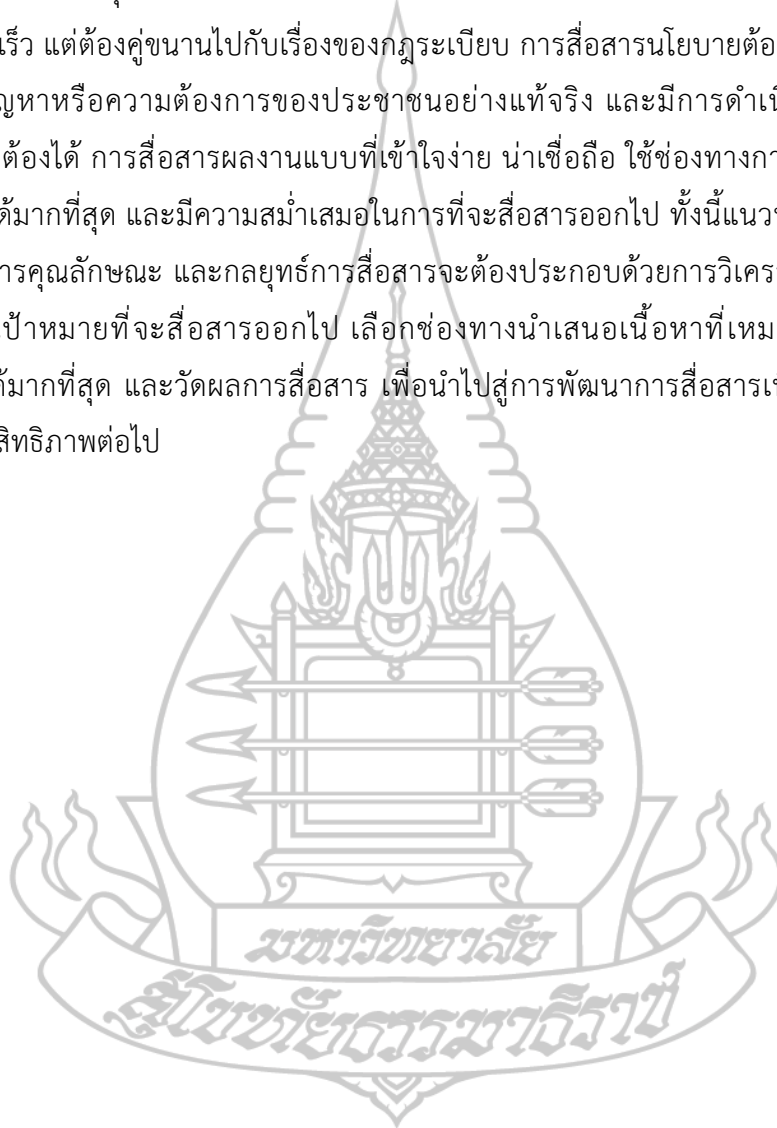 เร็ว แต่ต้องคู่ขนานไปกับเรื่องของกฎระเบียบ การสื่อสารนโยบายต้อง
ญหาหรือความต้องการของประชาชนอย่างแท้จริง และมีการดำเนิ
ต้องได้ การสื่อสารผลงานแบบที่เข้าใจง่าย น่าเชื่อถือ ใช้ช่องทางกา
ด้มากที่สุด และมีความสม่ำเสมอในการที่จะสื่อสารออกไป ทั้งนี้แนว
ารคุณลักษณะ และกลยุทธ์การสื่อสารจะต้องประกอบด้วยการวิเครา
เป้าหมายที่จะสื่อสารออกไป เลือกช่องทางนำเสนอเนื้อหาที่เหม
ด้มากที่สุด และวัดผลการสื่อสาร เพื่อนำไปสู่การพัฒนาการสื่อสารเ
สิทธิภาพต่อไป
มหาวิทยาลัย
สุโขทัยธรรมาธิราช